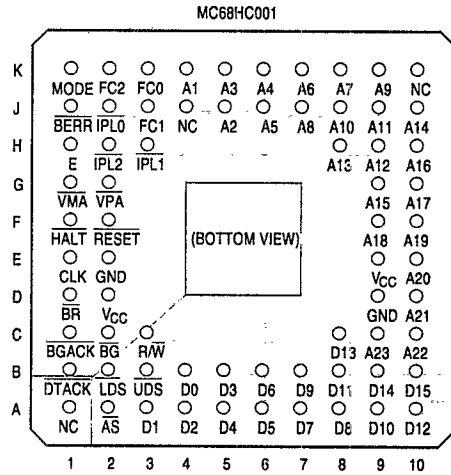 MC68HC001
K
MODE FC2 FC0 A1 A3 A4 A6 A7 A9 NC
J
BERR IPL0 FC1 NC A2 A5 A8 A10 A11 A14
H
E IPL2 IPL1 A13 A12 A16
G
VMA VPA A15 A17
F
HALT RESET (BOTTOM VIEW) A18 A19
E
CLK GND VCC A20
D
BR VCC GND A21
C
BGACK BG R/W D13 A23 A22
B
DTACK LDS UDS D0 D3 D6 D9 D11 D14 D15
A
NC AS D1 D2 D4 D5 D7 D8 D10 D12
1 2 3 4 5 6 7 8 9 10